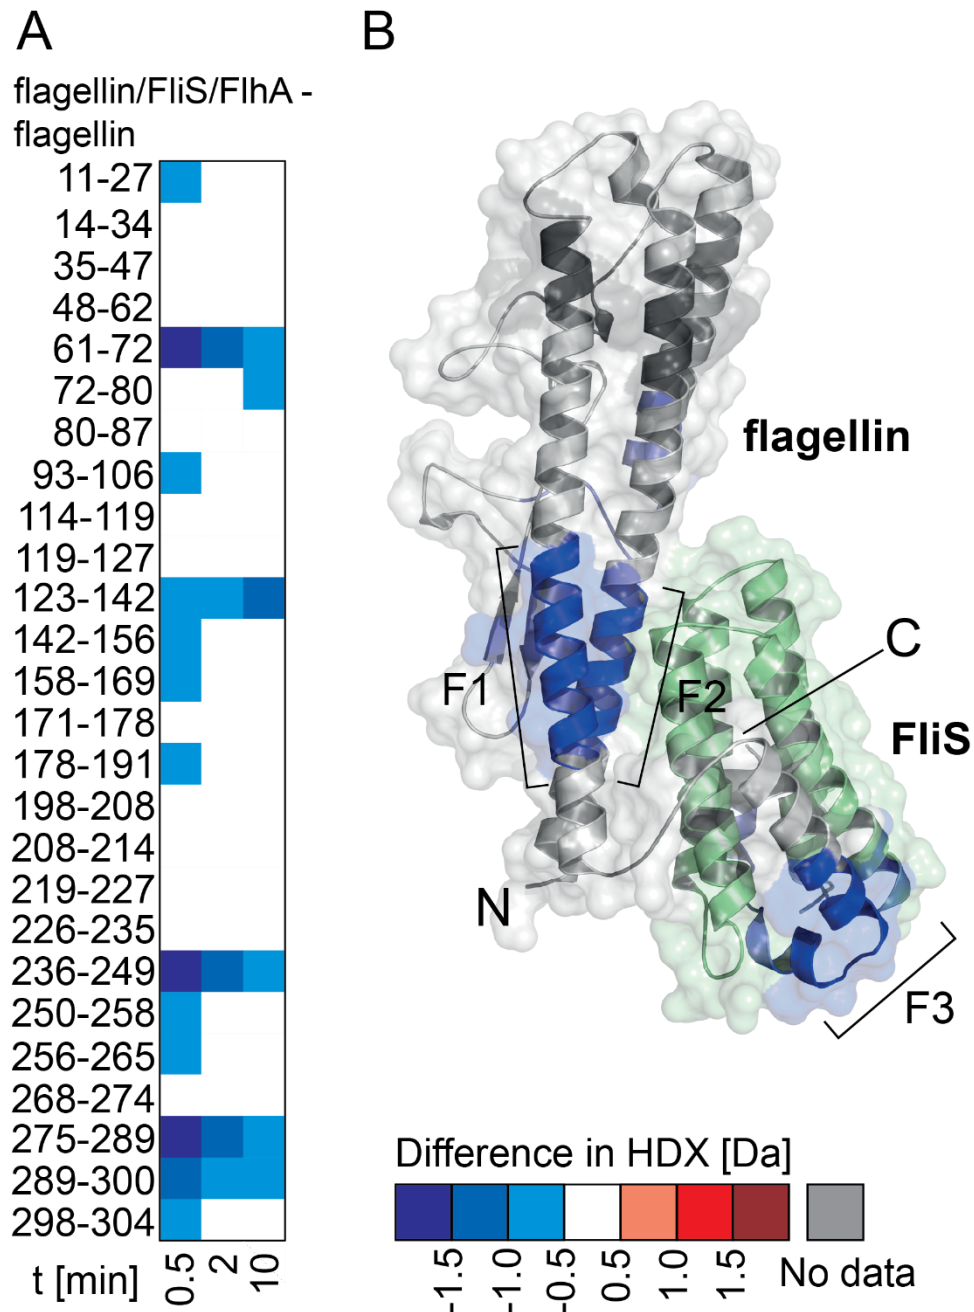 A
flagellin/FliS/FlhA -
flagellin
11-27
14-34
35-47
48-62
61-72
72-80
80-87
93-106
114-119
119-127
123-142
142-156
158-169
171-178
178-191
198-208
208-214
219-227
226-235
236-249
250-258
256-265
268-274
275-289
289-300
298-304
t [min]
0.5
2
10
B
flagellin
C
F1
F2
FliS
N
F3
Difference in HDX [Da]
-1.5
-1.0
-0.5
0.5
1.0
1.5
No data